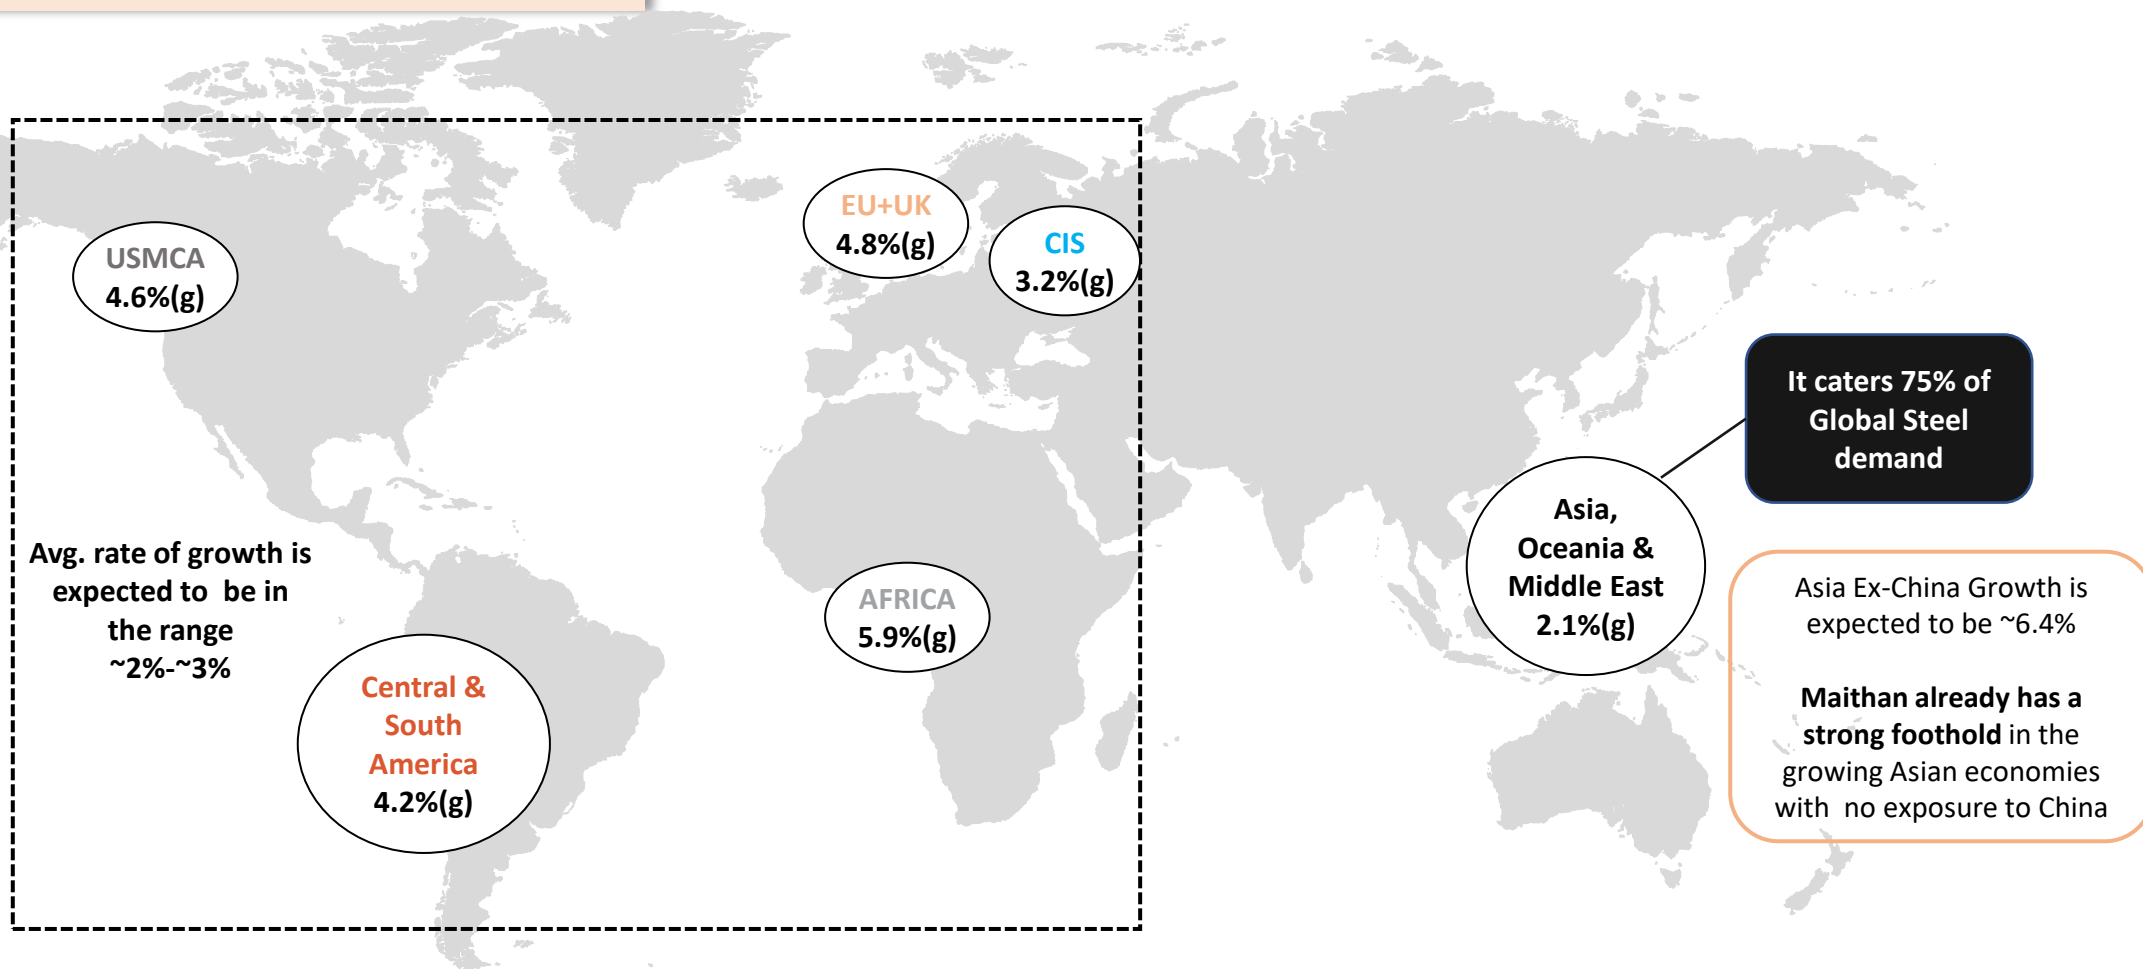 EU+UK
4.8%(g)
CIS
3.2%(g)
USMCA
4.6%(g)
It caters 75% of
Global Steel
demand
Asia,
Oceania &
Middle East
2.1%(g)
Avg. rate of growth is
expected to  be in
the range
~2%-~3%
AFRICA
5.9%(g)
Asia Ex-China Growth is
expected to be ~6.4%
Maithan already has a
strong foothold in the
growing Asian economies
with  no exposure to China
Central &
South
America
4.2%(g)